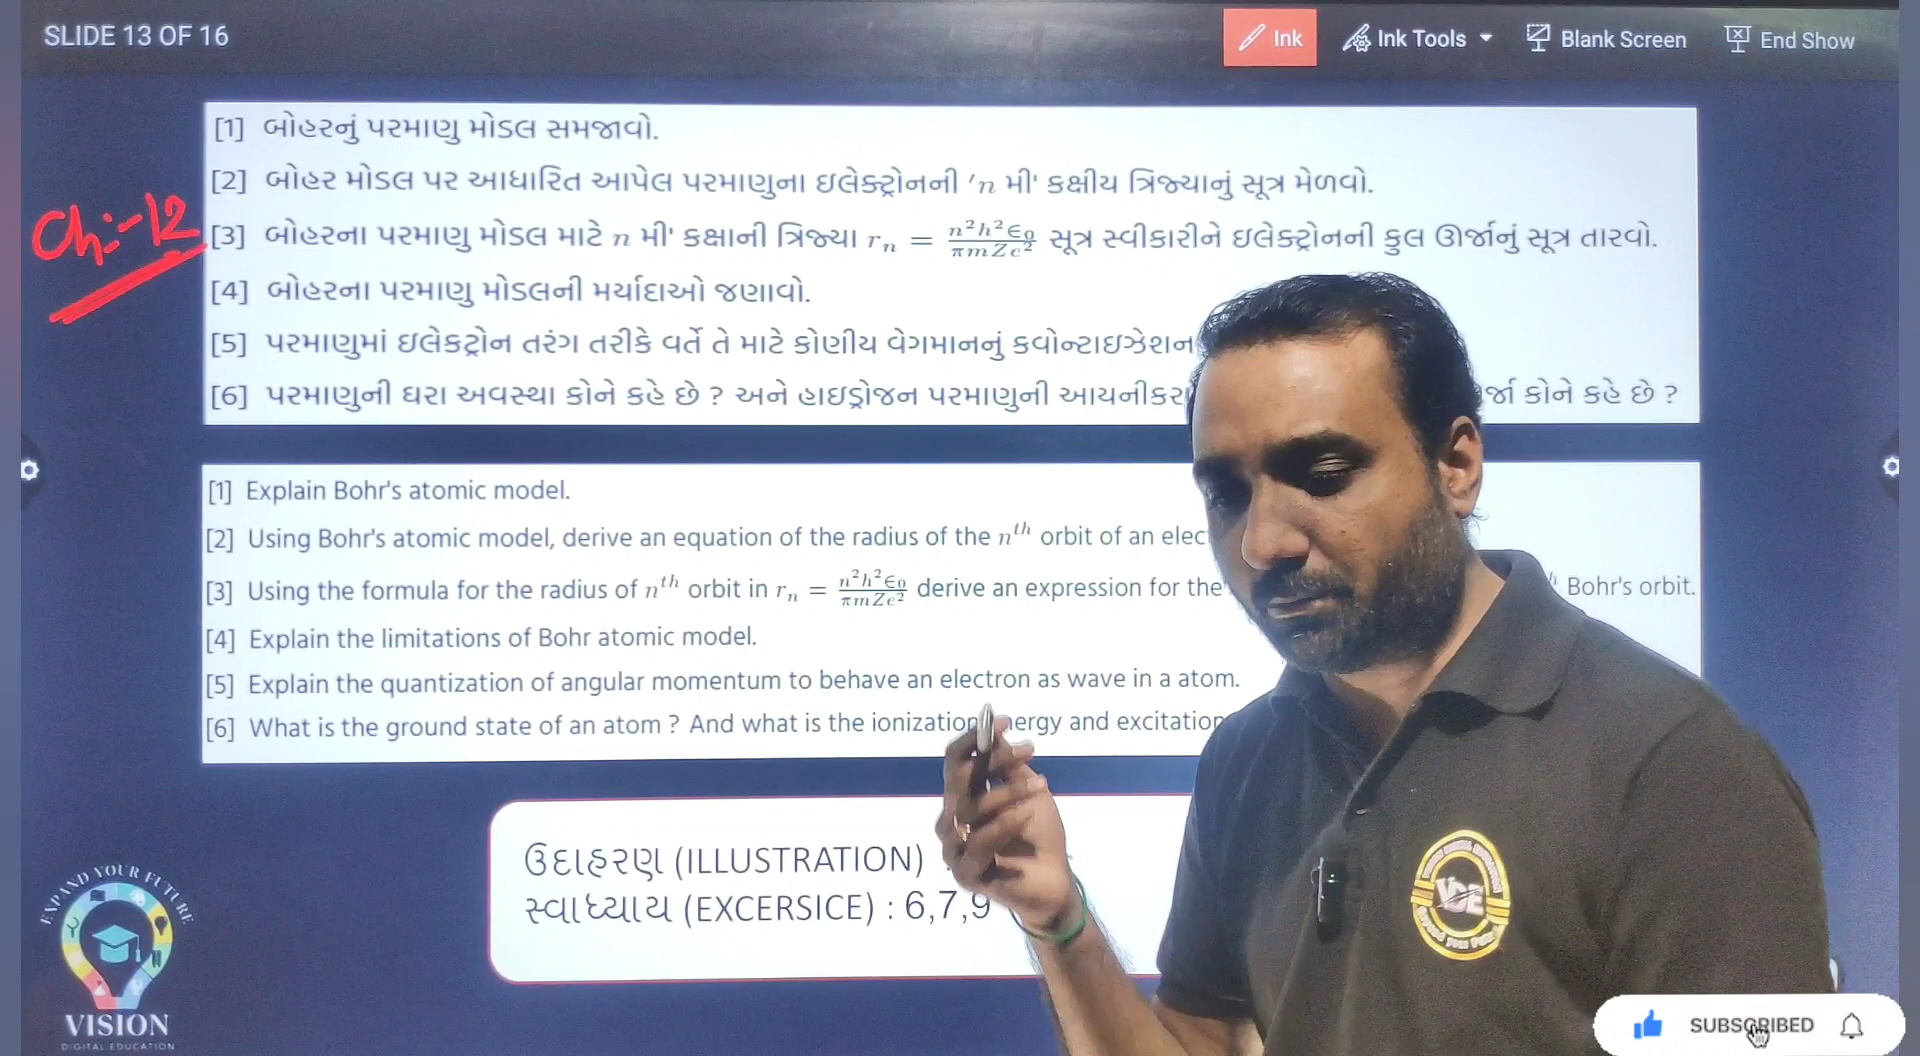 SLIDE 13 OF 16
Ink
Ink Tools
Blank Screen
End Show
[1] બોહરનું પરમાણુ મોડલ સમજાવો.
[2] બોહર મોડલ પર આધારિત આપેલ પરમાણુના ઇલેક્ટ્રોનની 'n મી' કક્ષીય ત્રિજ્યાનું સૂત્ર મેળવો.
Ch:-12
[3] બોહરના પરમાણુ મોડલ માટે n મી' કક્ષાની ત્રિજ્યા rₙ = n²h²ϵ₀/πmZe² સૂત્ર સ્વીકારીને ઇલેક્ટ્રોનની કુલ ઊર્જાનું સૂત્ર તારવો.
[4] બોહરના પરમાણુ મોડલની મર્યાદાઓ જણાવો.
[5] પરમાણુમાં ઇલેકટ્રોન તરંગ તરીકે વર્તે તે માટે કોણીય વેગમાનનું કવોન્ટાઇઝેશન
[6] પરમાણુની ધરા અવસ્થા કોને કહે છે ? અને હાઇડ્રોજન પરમાણુની કોને કહે છે ?
[1] Explain Bohr's atomic model.
[2] Using Bohr's atomic model, derive an equation of the radius of the nᵗʰ orbit of an elec
[3] Using the formula for the radius of nᵗʰ orbit in rₙ = n²h²ϵ₀/πmZe² derive an expression for the Bohr's orbit.
[4] Explain the limitations of Bohr atomic model.
[5] Explain the quantization of angular momentum to behave an electron as wave in a atom.
[6] What is the ground state of an atom ? And what is the ionization energy and excitation
ઉદાહરણ (ILLUSTRATION)
સ્વાધ્યાય (EXCERSICE) : 6,7,9
EXPAND YOUR FUTURE
VISION
DIGITAL EDUCATION
VDE
SUBSCRIBED